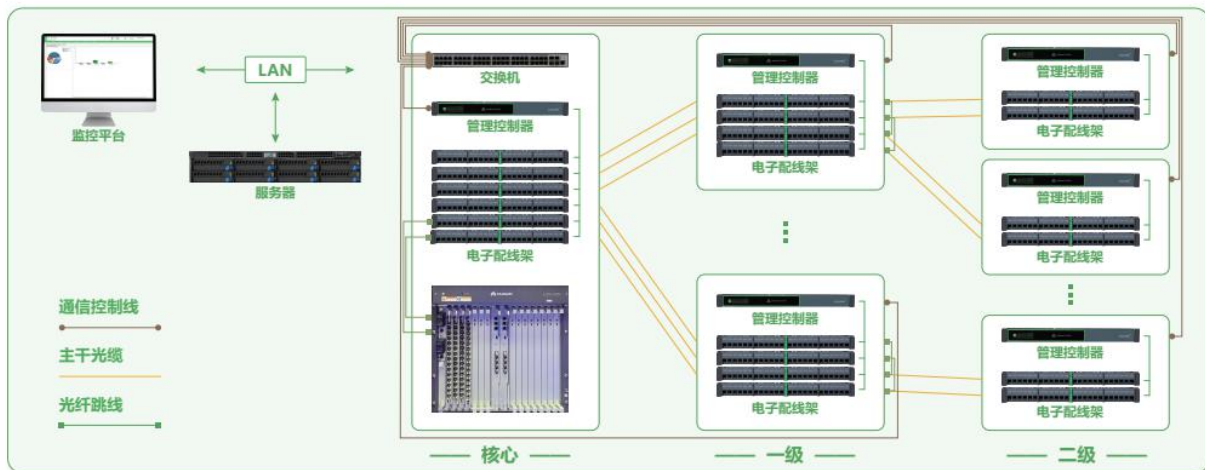 监控平台
LAN
服务器
通信控制线
主干光缆
光纤跳线
交换机
管理控制器
电子配线架
核心
管理控制器
电子配线架
管理控制器
电子配线架
一级
管理控制器
电子配线架
管理控制器
电子配线架
管理控制器
电子配线架
二级